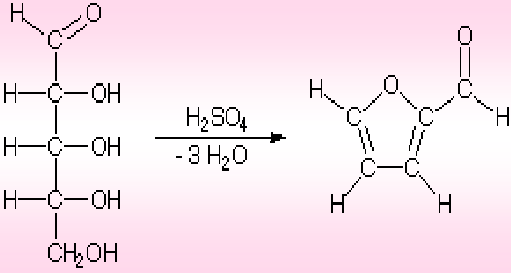 H O
C
H C OH
H C OH
H C OH
CH₂OH
H₂SO₄
- 3 H₂O
O
H O C H
C C
C C
H H